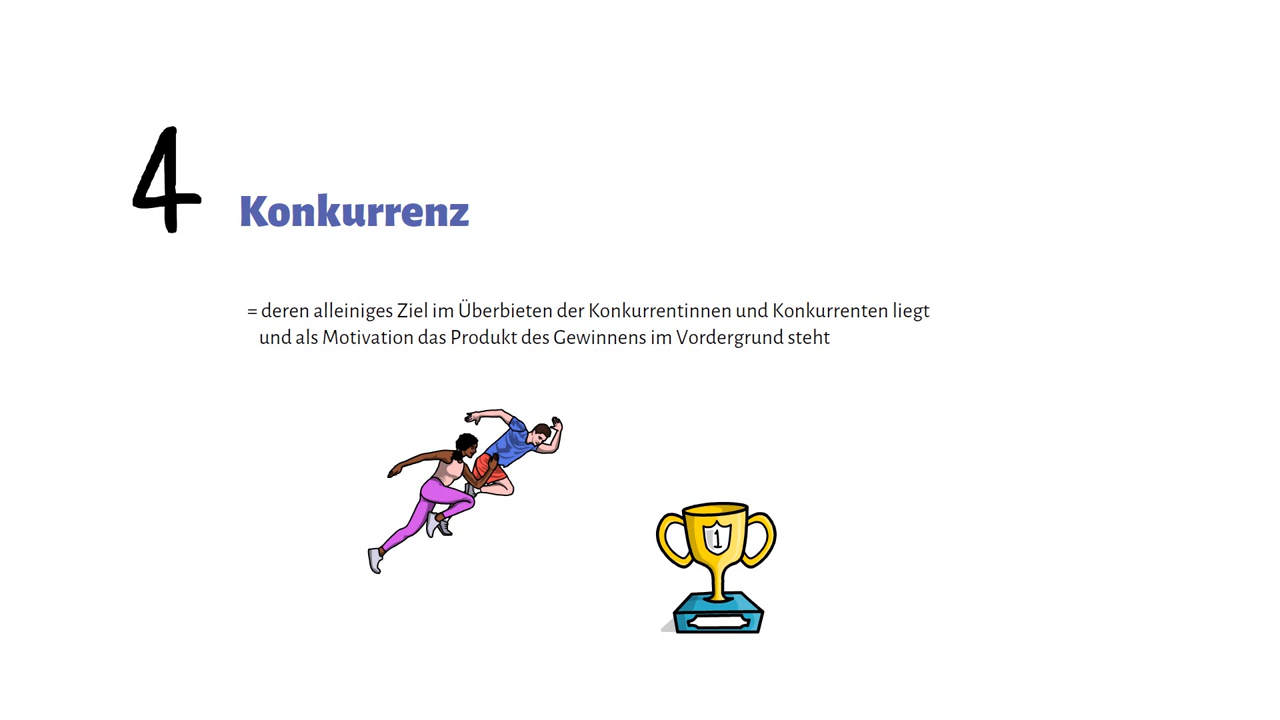 4
Konkurrenz
= deren alleiniges Ziel im Überbieten der Konkurrentinnen und Konkurrenten liegt
und als Motivation das Produkt des Gewinnens im Vordergrund steht
1